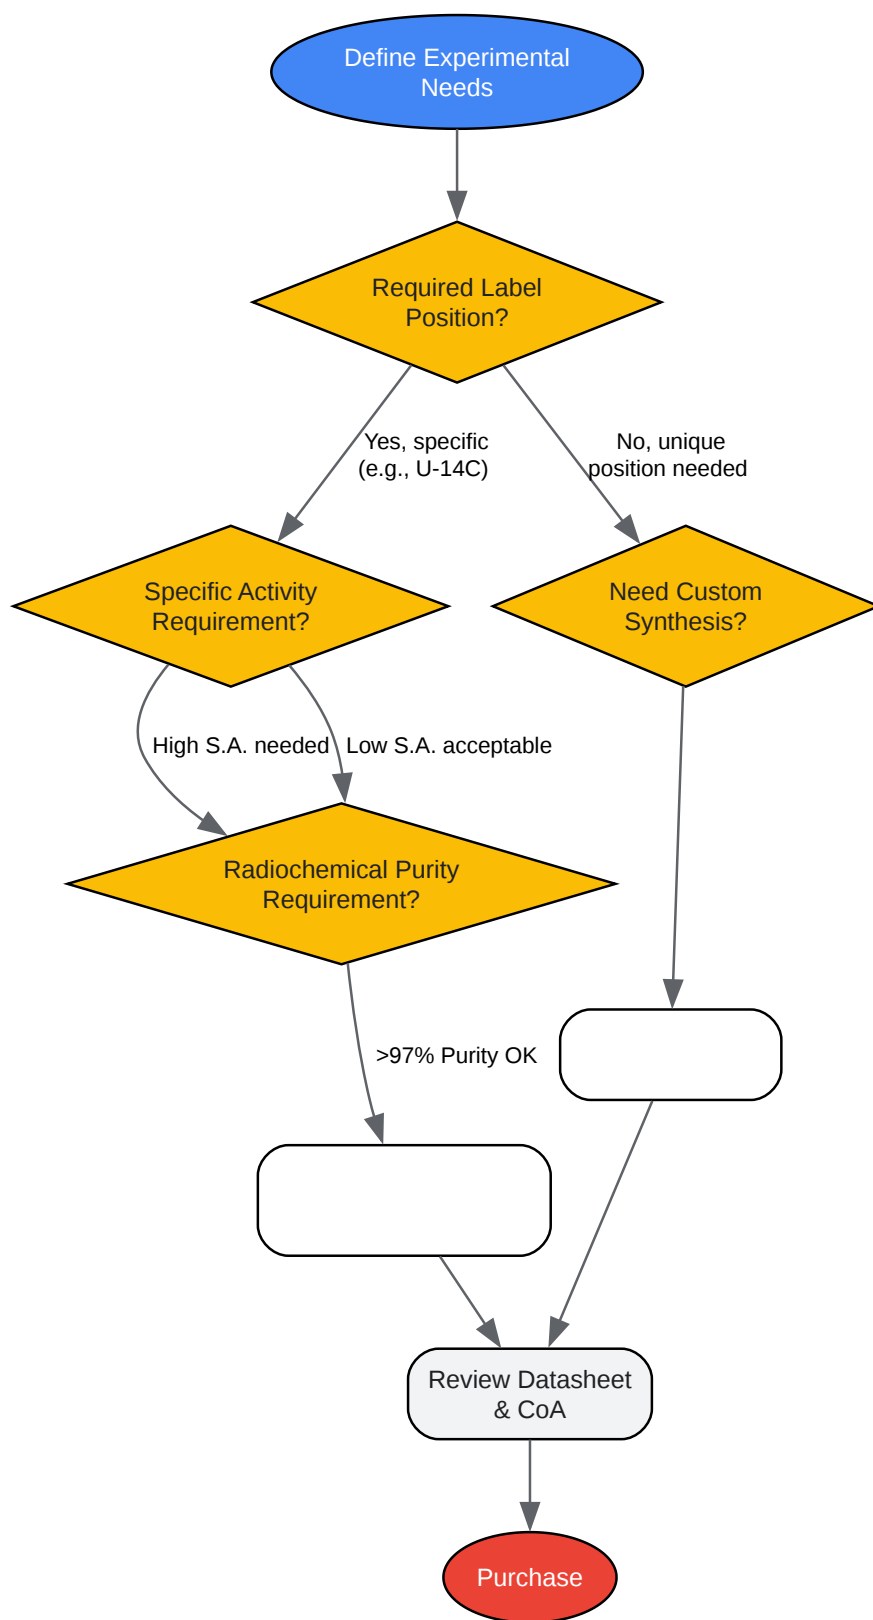 Define Experimental
Needs
Required Label
Position?
Yes, specific
(e.g., U-14C)
No, unique
position needed
Specific Activity
Requirement?
Need Custom
Synthesis?
High S.A. needed
Low S.A. acceptable
Radiochemical Purity
Requirement?
>97% Purity OK
Review Datasheet
& CoA
Purchase